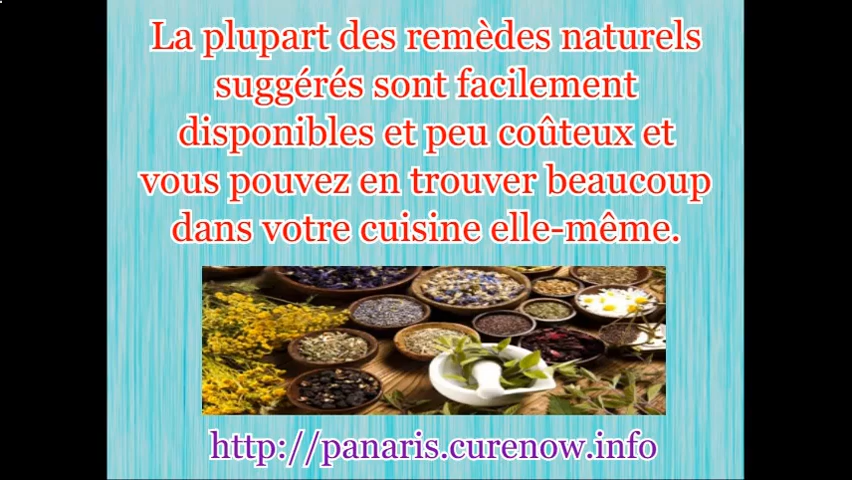 La plupart des remèdes naturels
suggérés sont facilement
disponibles et peu coûteux et
vous pouvez en trouver beaucoup
dans votre cuisine elle-même.
http://panaris.curenow.info